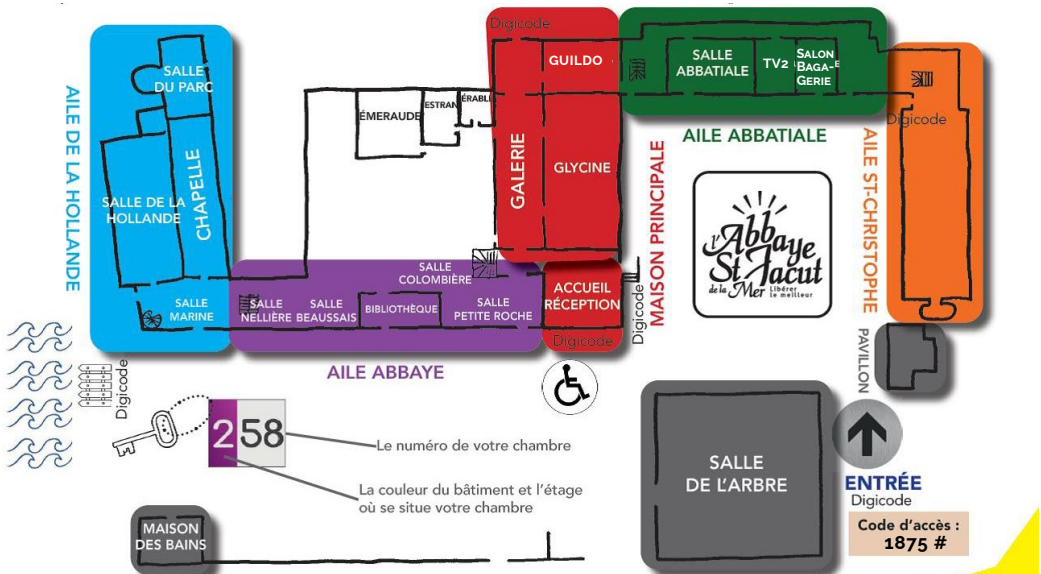 Digicode
GUILDO
SALLE
ABBATIALE
TV2
SALON
BAGA-
GERIE
SALLE
DU PARC
ÉMERAUDE
ESTRAN
ÉRABLE
Digicode
AILE ABBATIALE
AILE DE LA HOLLANDE
CHAPELLE
SALLE DE LA
HOLLANDE
GALERIE
GLYCINE
MAISON PRINCIPALE
l'Abbaye
St Jacut
de la Mer
Libérer
le meilleur
AILE ST-CHRISTOPHE
SALLE
COLOMBIÈRE
SALLE
MARINE
SALLE
NELLIÈRE
SALLE
BEAUSSAIS
BIBLIOTHÈQUE
SALLE
PETITE ROCHE
ACCUEIL
RÉCEPTION
Digicode
Digicode
PAVILLON
AILE ABBAYE
Digicode
258
Le numéro de votre chambre
La couleur du bâtiment et l'étage
où se situe votre chambre
SALLE
DE L'ARBRE
ENTRÉE
Digicode
Code d'accès :
1875 #
MAISON
DES BAINS